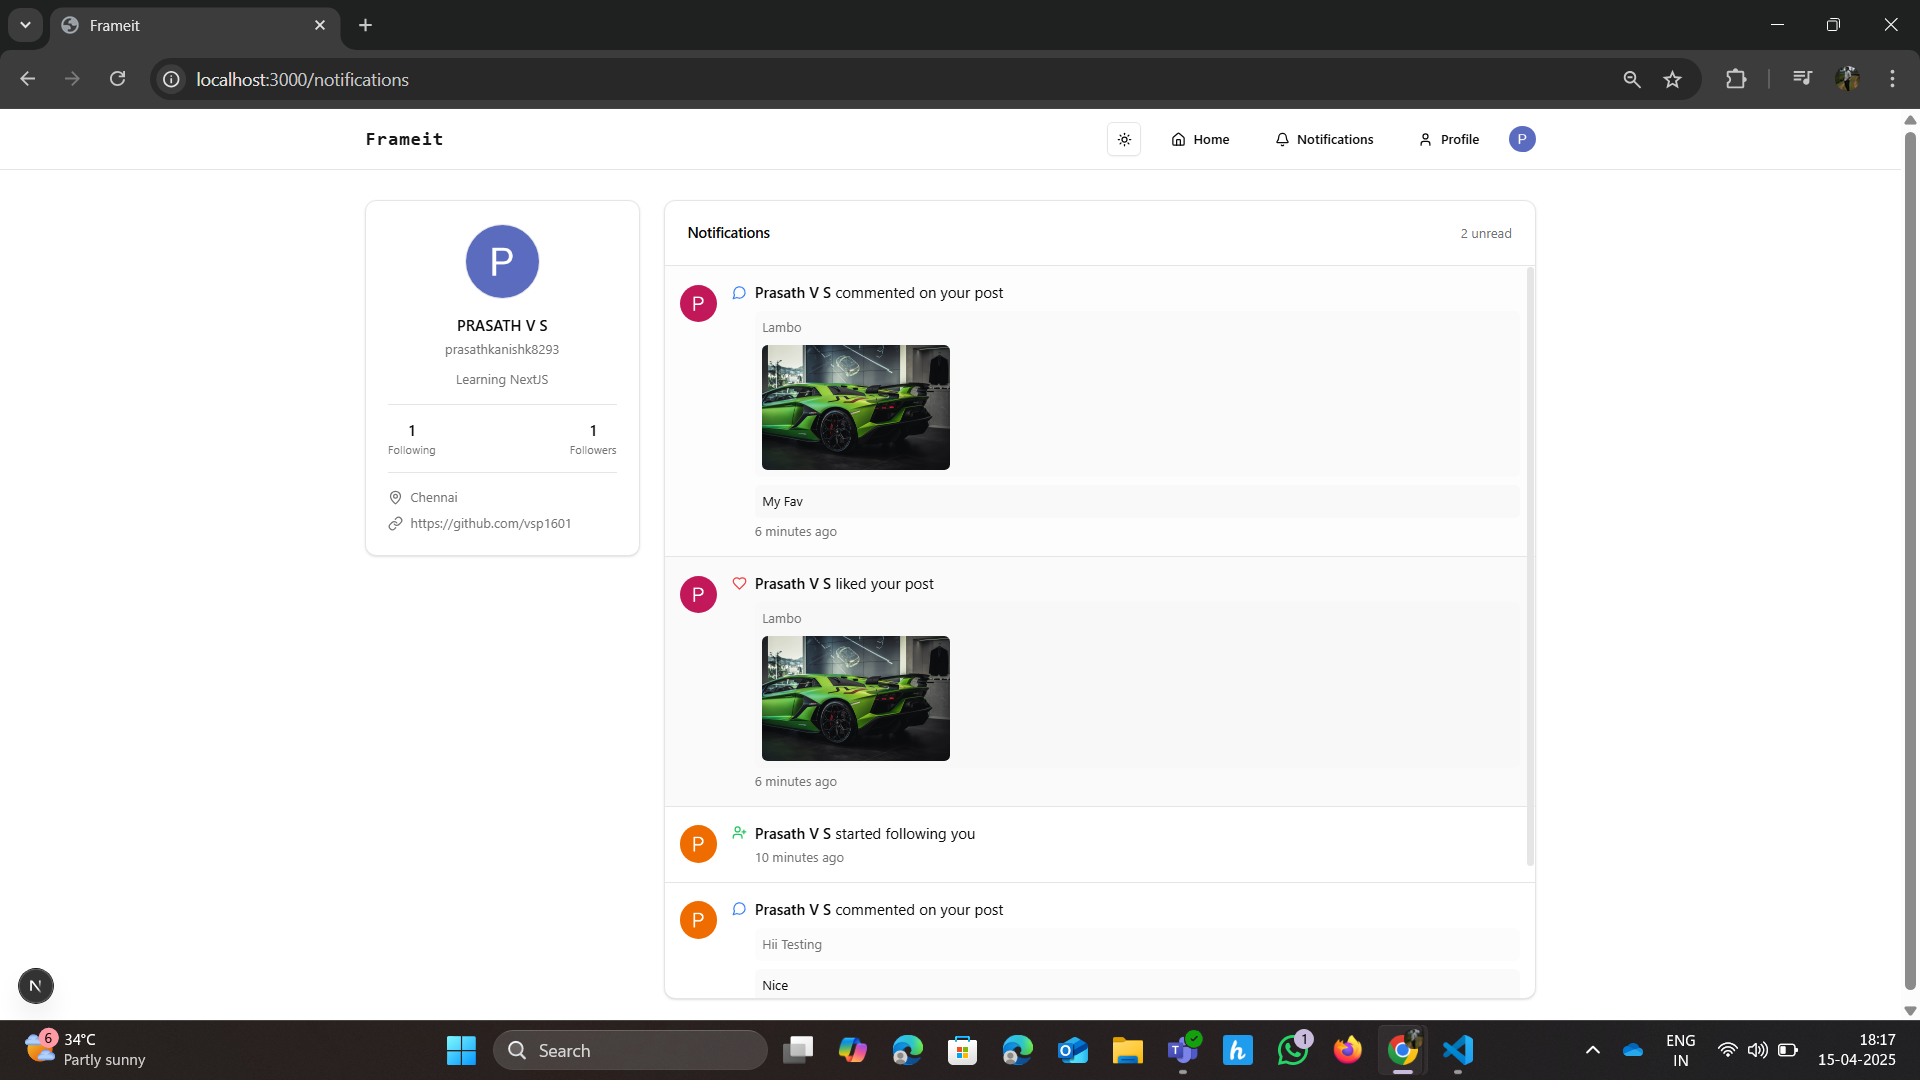 Frameit
localhost:3000/notifications
Frameit
Home
Notifications
Profile
P
P
PRASATH V S
prasathkanishk8293
Learning NextJS
1
Following
1
Followers
Chennai
https://github.com/vsp1601
Notifications
2 unread
P
Prasath V S commented on your post
Lambo
My Fav
6 minutes ago
P
Prasath V S liked your post
Lambo
6 minutes ago
P
Prasath V S started following you
10 minutes ago
P
Prasath V S commented on your post
Hii Testing
Nice
N
6
34°C
Partly sunny
Search
1
ENG
IN
18:17
15-04-2025